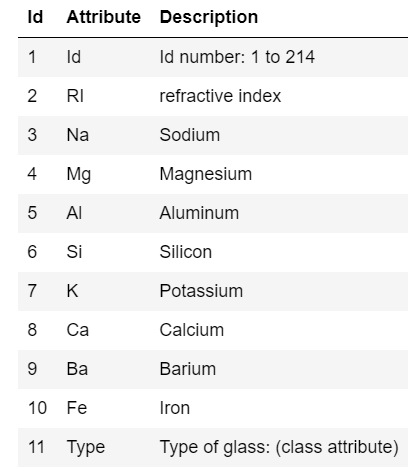 Id Attribute Description
1 Id Id number: 1 to 214
2 RI refractive index
3 Na Sodium
4 Mg Magnesium
5 Al Aluminum
6 Si Silicon
7 K Potassium
8 Ca Calcium
9 Ba Barium
10 Fe Iron
11 Type Type of glass: (class attribute)